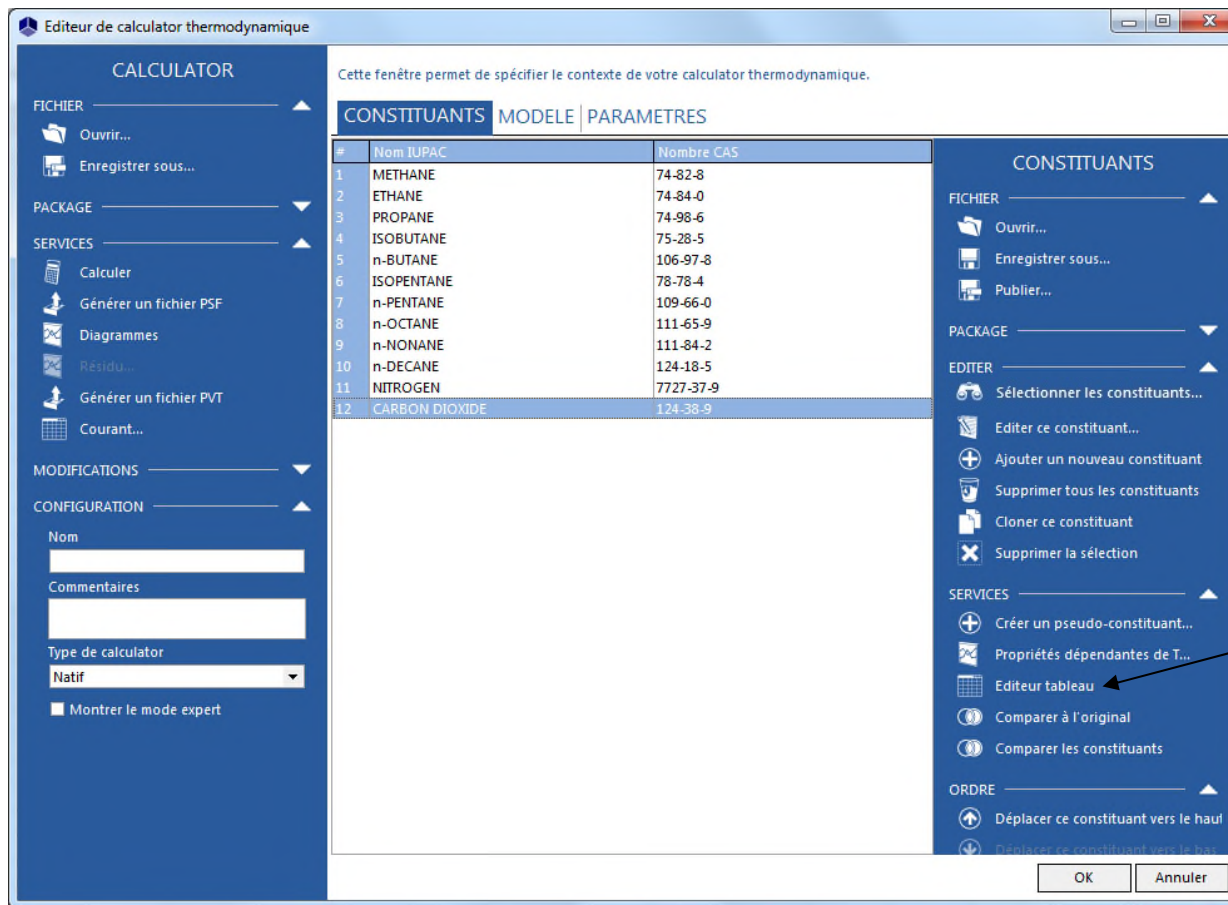 Editeur de calculator thermodynamique
CALCULATOR
FICHIER
Ouvrir...
Enregistrer sous...
PACKAGE
SERVICES
Calculer
Générer un fichier PSF
Diagrammes
Résidu...
Générer un fichier PVT
Courant...
MODIFICATIONS
CONFIGURATION
Nom
Commentaires
Type de calculator
Natif
Montrer le mode expert
Cette fenêtre permet de spécifier le contexte de votre calculator thermodynamique.
CONSTITUANTS MODELE PARAMETRES
# Nom IUPAC Nombre CAS
1 METHANE 74-82-8
2 ETHANE 74-84-0
3 PROPANE 74-98-6
4 ISOBUTANE 75-28-5
5 n-BUTANE 106-97-8
6 ISOPENTANE 78-78-4
7 n-PENTANE 109-66-0
8 n-OCTANE 111-65-9
9 n-NONANE 111-84-2
10 n-DECANE 124-18-5
11 NITROGEN 7727-37-9
12 CARBON DIOXIDE 124-38-9
CONSTITUANTS
FICHIER
Ouvrir...
Enregistrer sous...
Publier...
PACKAGE
EDITER
Sélectionner les constituants...
Editer ce constituant...
Ajouter un nouveau constituant
Supprimer tous les constituants
Cloner ce constituant
Supprimer la sélection
SERVICES
Créer un pseudo-constituant...
Propriétés dépendantes de T...
Editeur tableau
Comparer à l'original
Comparer les constituants
ORDRE
Déplacer ce constituant vers le haut
Déplacer ce constituant vers le bas
OK Annuler